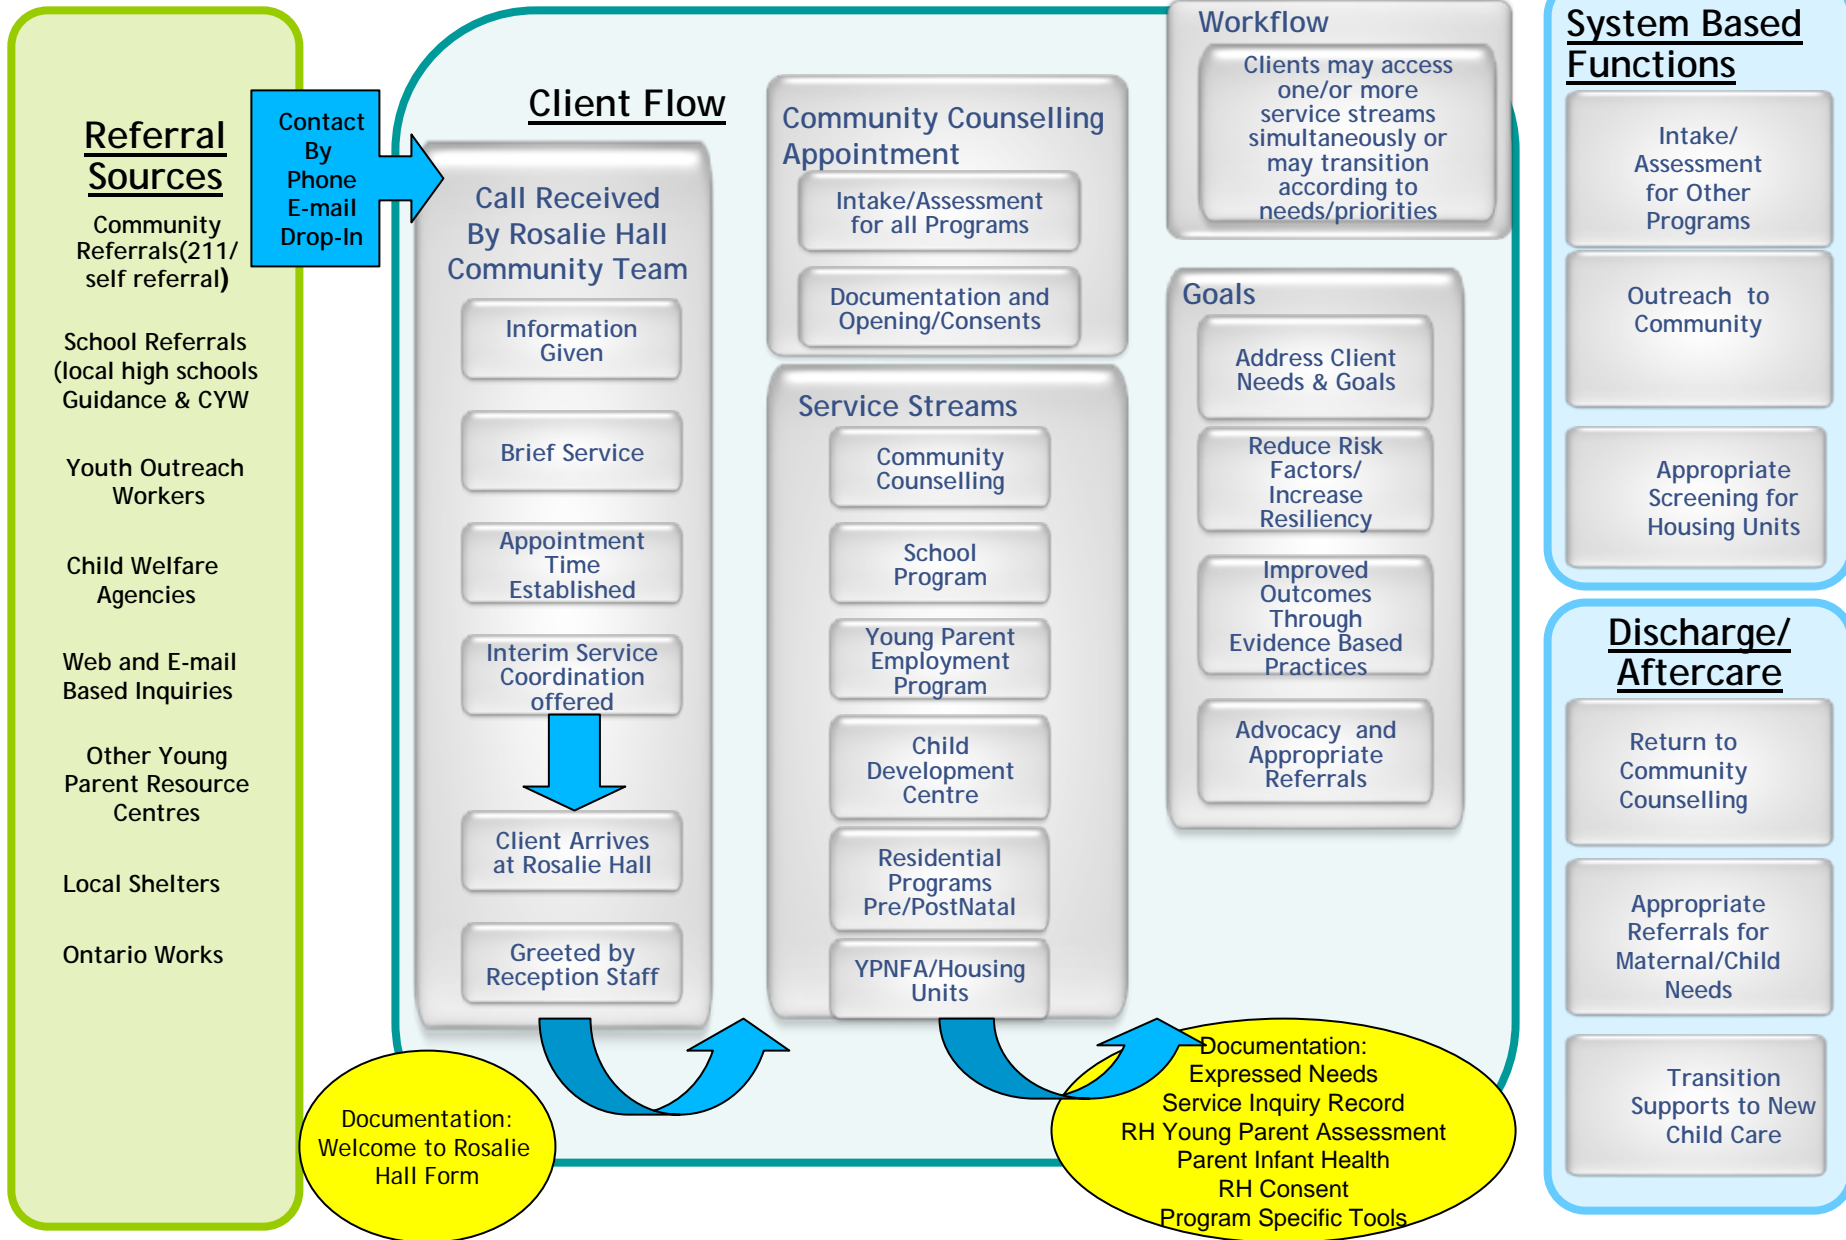 Referral
Sources
Community
Referrals(211/
self referral)
School Referrals
(local high schools
Guidance & CYW
Youth Outreach
Workers
Child Welfare
Agencies
Web and E-mail
Based Inquiries
Other Young
Parent Resource
Centres
Local Shelters
Ontario Works
Contact
By
Phone
E-mail
Drop-In
Client Flow
Call Received
By Rosalie Hall
Community Team
Information
Given
Brief Service
Appointment
Time
Established
Interim Service
Coordination
offered
Client Arrives
at Rosalie Hall
Greeted by
Reception Staff
Documentation:
Welcome to Rosalie
Hall Form
Community Counselling
Appointment
Intake/Assessment
for all Programs
Documentation and
Opening/Consents
Service Streams
Community
Counselling
School
Program
Young Parent
Employment
Program
Child
Development
Centre
Residential
Programs
Pre/PostNatal
YPNFA/Housing
Units
Workflow
Clients may access
one/or more
service streams
simultaneously or
may transition
according to
needs/priorities
Goals
Address Client
Needs & Goals
Reduce Risk
Factors/
Increase
Resiliency
Improved
Outcomes
Through
Evidence Based
Practices
Advocacy and
Appropriate
Referrals
Documentation:
Expressed Needs
Service Inquiry Record
RH Young Parent Assessment
Parent Infant Health
RH Consent
Program Specific Tools
System Based
Functions
Intake/
Assessment
for Other
Programs
Outreach to
Community
Appropriate
Screening for
Housing Units
Discharge/
Aftercare
Return to
Community
Counselling
Appropriate
Referrals for
Maternal/Child
Needs
Transition
Supports to New
Child Care